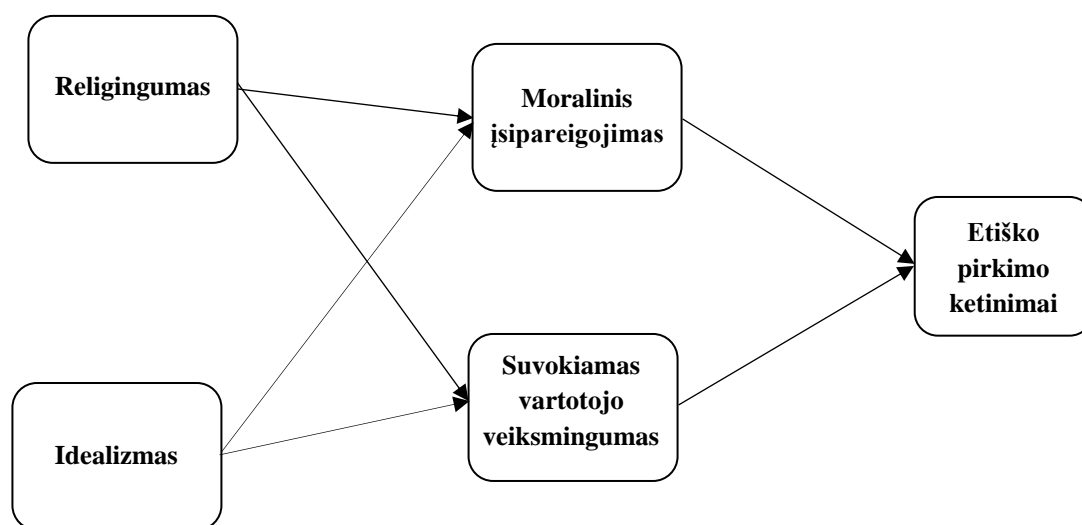 Religingumas
Moralinis
įsipareigojimas
Etiško
pirkimo
ketinimai
Suvokiamas
vartotojo
veiksmingumas
Idealizmas